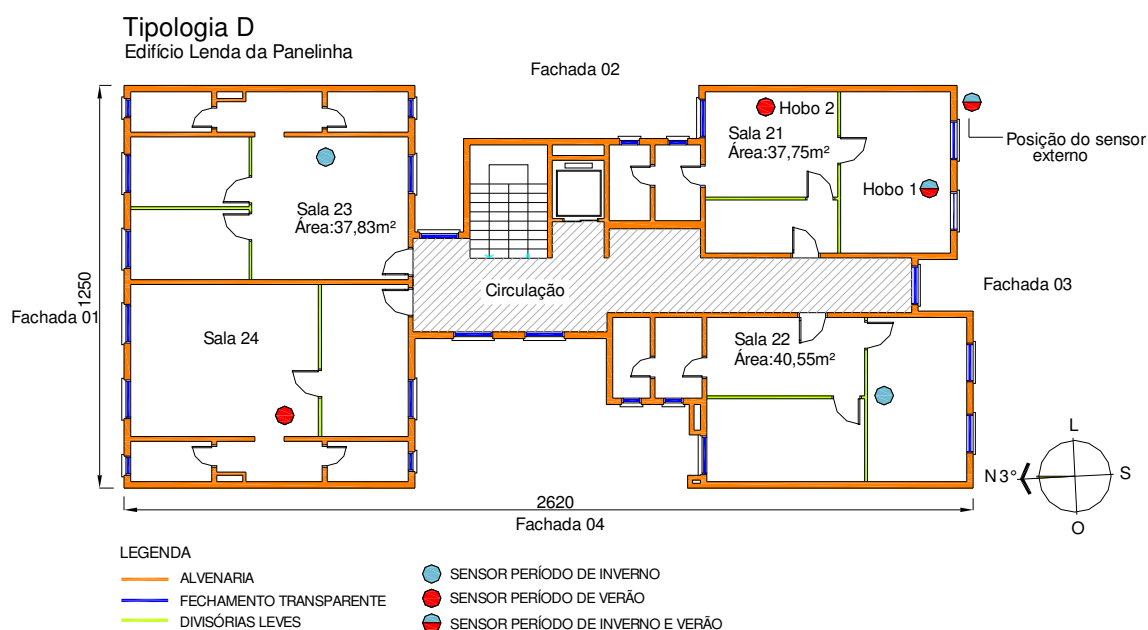 Tipologia D
Edifício Lenda da Panelinha
Fachada 02
Hobo 2
Sala 21
Área:37,75m²
Posição do sensor
externo
Hobo 1
Sala 23
Área:37,83m²
Circulação
1250
Fachada 01
Fachada 03
Sala 24
Sala 22
Área:40,55m²
L
N3°
S
O
2620
Fachada 04
LEGENDA
ALVENARIA
FECHAMENTO TRANSPARENTE
DIVISÓRIAS LEVES
SENSOR PERÍODO DE INVERNO
SENSOR PERÍODO DE VERÃO
SENSOR PERÍODO DE INVERNO E VERÃO